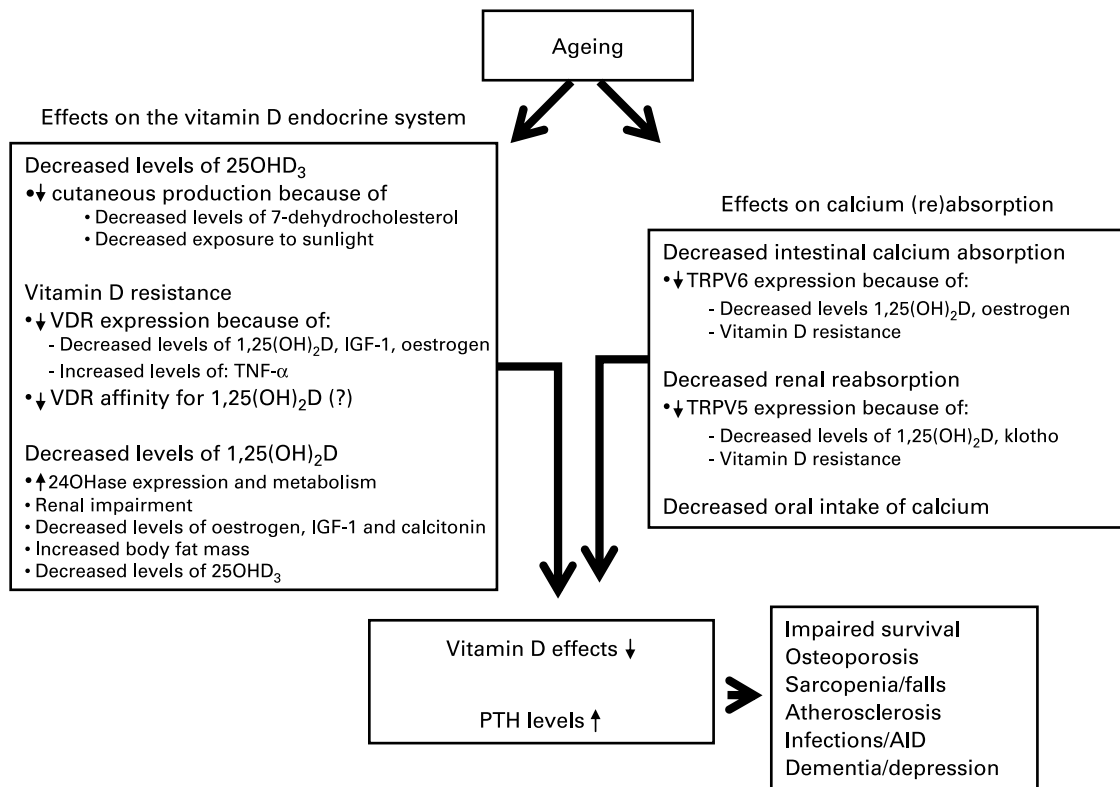 Ageing
Effects on the vitamin D endocrine system
Decreased levels of 25OHD₃
•↓ cutaneous production because of
• Decreased levels of 7-dehydrocholesterol
• Decreased exposure to sunlight
Vitamin D resistance
•↓ VDR expression because of:
- Decreased levels of 1,25(OH)₂D, IGF-1, oestrogen
- Increased levels of: TNF-α
•↓ VDR affinity for 1,25(OH)₂D (?)
Decreased levels of 1,25(OH)₂D
•↑24OHase expression and metabolism
• Renal impairment
• Decreased levels of oestrogen, IGF-1 and calcitonin
• Increased body fat mass
• Decreased levels of 25OHD₃
Effects on calcium (re)absorption
Decreased intestinal calcium absorption
•↓TRPV6 expression because of:
- Decreased levels 1,25(OH)₂D, oestrogen
- Vitamin D resistance
Decreased renal reabsorption
•↓TRPV5 expression because of:
- Decreased levels of 1,25(OH)₂D, klotho
- Vitamin D resistance
Decreased oral intake of calcium
Vitamin D effects ↓
PTH levels ↑
Impaired survival
Osteoporosis
Sarcopenia/falls
Atherosclerosis
Infections/AID
Dementia/depression